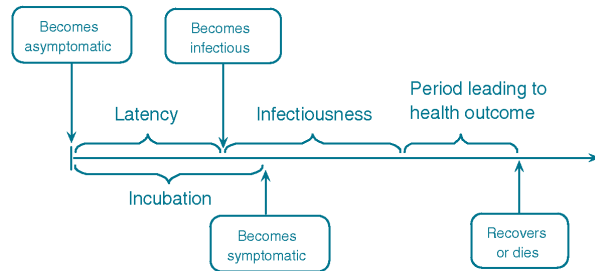 Becomes
asymptomatic
Becomes
infectious
Latency
Infectiousness
Period leading to
health outcome
Incubation
Becomes
symptomatic
Recovers
or dies